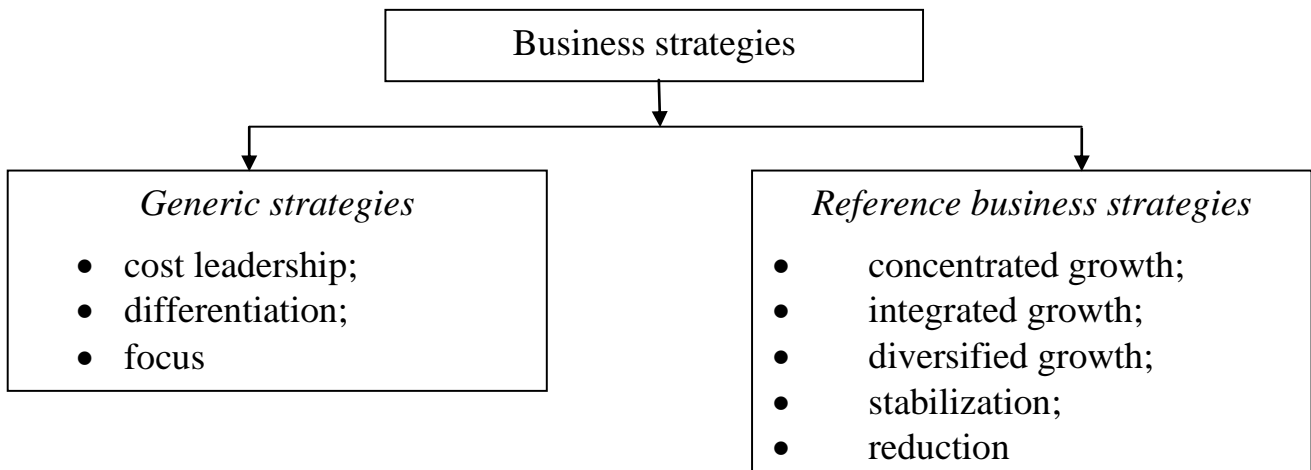 Business strategies
Generic strategies
• cost leadership;
• differentiation;
• focus
Reference business strategies
• concentrated growth;
• integrated growth;
• diversified growth;
• stabilization;
• reduction